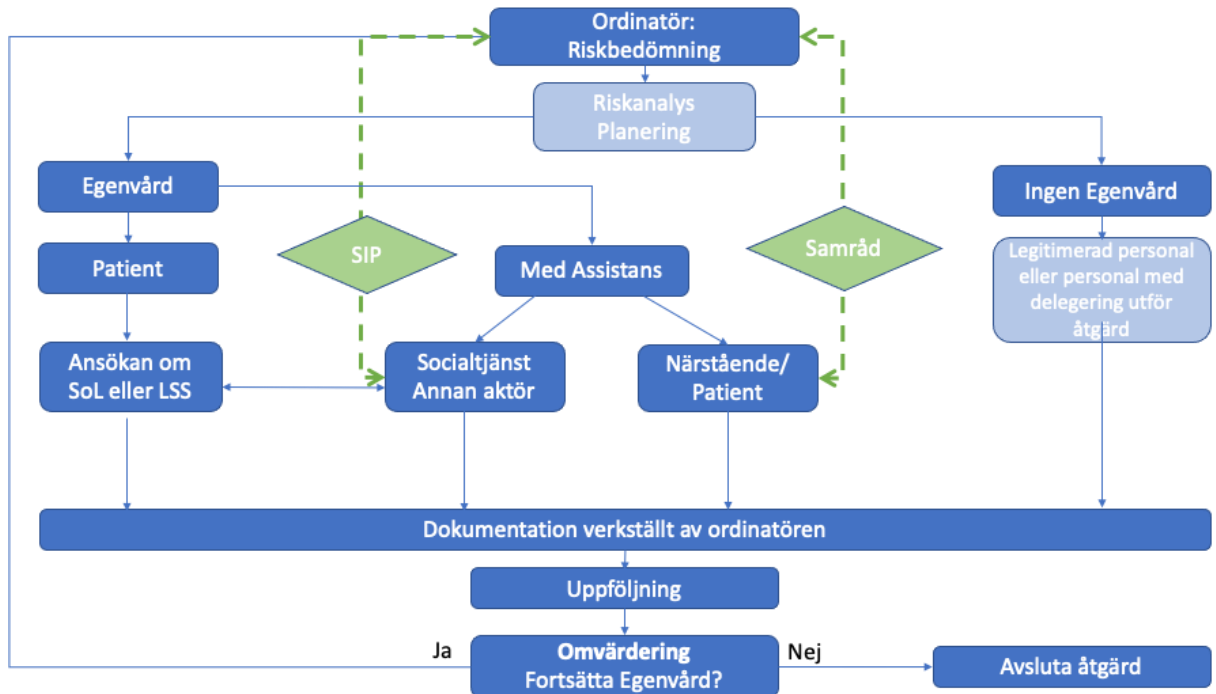 Ordinatör:
Riskbedömning
Riskanalys
Planering
Egenvård
Ingen Egenvård
Patient
SIP
Med Assistans
Samråd
Legitimerad personal
eller personal med
delegering utför
åtgärd
Ansökan om
SoL eller LSS
Socialtjänst
Annan aktör
Närstående/
Patient
Dokumentation verkställt av ordinatören
Uppföljning
Ja
Omvärdering
Fortsätta Egenvård?
Nej
Avsluta åtgärd